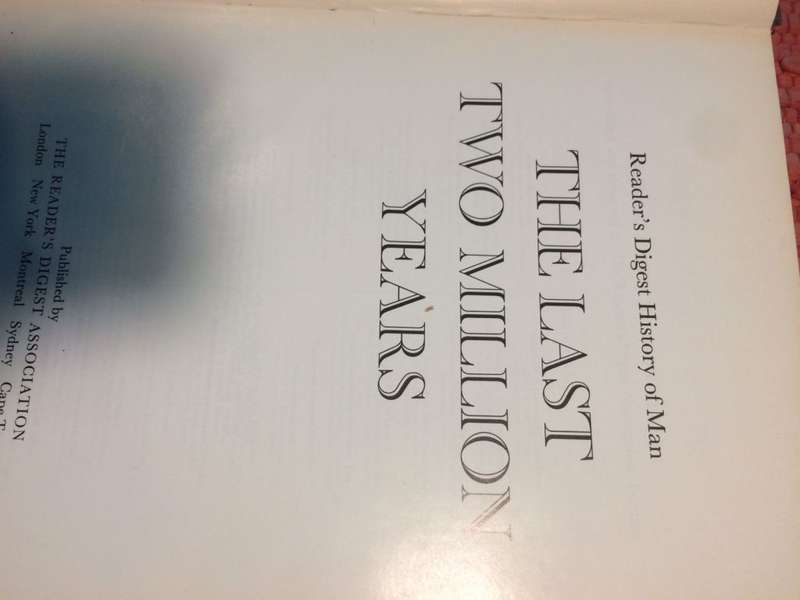 Reader's Digest History of Man
THE LAST
TWO MILLION
YEARS
Published by
THE READER'S DIGEST ASSOCIATION
London New York Montreal Sydney Cape